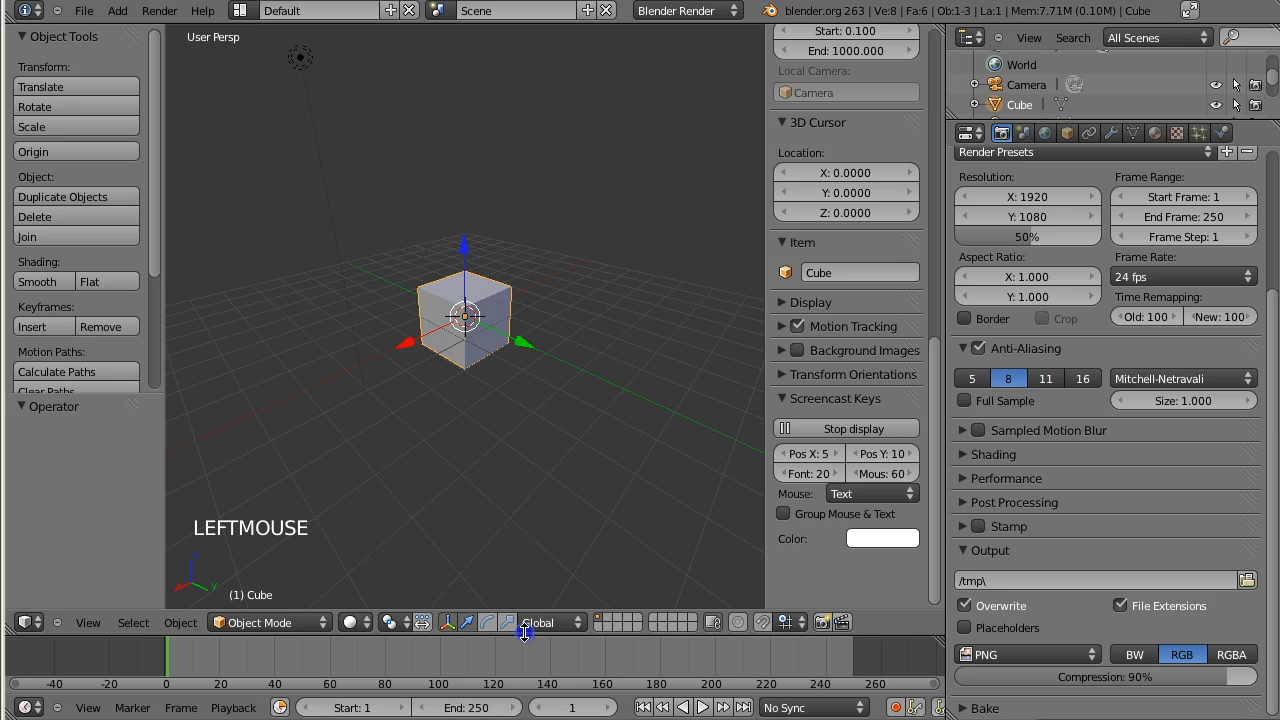 File Add Render Help Default Scene Blender Render blender.org 263 | Ve:8 | Fa:6 | Ob:1-3 | La:1 | Mem:7.71M (0.10M) | Cube
Object Tools
Transform:
Translate
Rotate
Scale
Origin
Object:
Duplicate Objects
Delete
Join
Shading:
Smooth Flat
Keyframes:
Insert Remove
Motion Paths:
Calculate Paths
Clear Paths
Operator
User Persp
LEFTMOUSE
z
y
(1) Cube
Start: 0.100
End: 1000.000
Local Camera:
Camera
3D Cursor
Location:
X: 0.0000
Y: 0.0000
Z: 0.0000
Item
Cube
Display
Motion Tracking
Background Images
Transform Orientations
Screencast Keys
Stop display
Pos X: 5 Pos Y: 10
Font: 20 Mous: 60
Mouse: Text
Group Mouse & Text
Color:
View Search All Scenes
World
Camera
Cube
Render Presets
Resolution:
X: 1920
Y: 1080
50%
Frame Range:
Start Frame: 1
End Frame: 250
Frame Step: 1
Aspect Ratio:
X: 1.000
Y: 1.000
Border Crop
Frame Rate:
24 fps
Time Remapping:
Old: 100 New: 100
Anti-Aliasing
5 8 11 16 Mitchell-Netravali
Full Sample Size: 1.000
Sampled Motion Blur
Shading
Performance
Post Processing
Stamp
Output
/tmp\
Overwrite File Extensions
Placeholders
PNG BW RGB RGBA
Compression: 90%
Bake
View Select Object Object Mode Global
-40 -20 0 20 40 60 80 100 120 140 160 180 200 220 240 260
View Marker Frame Playback Start: 1 End: 250 1 No Sync